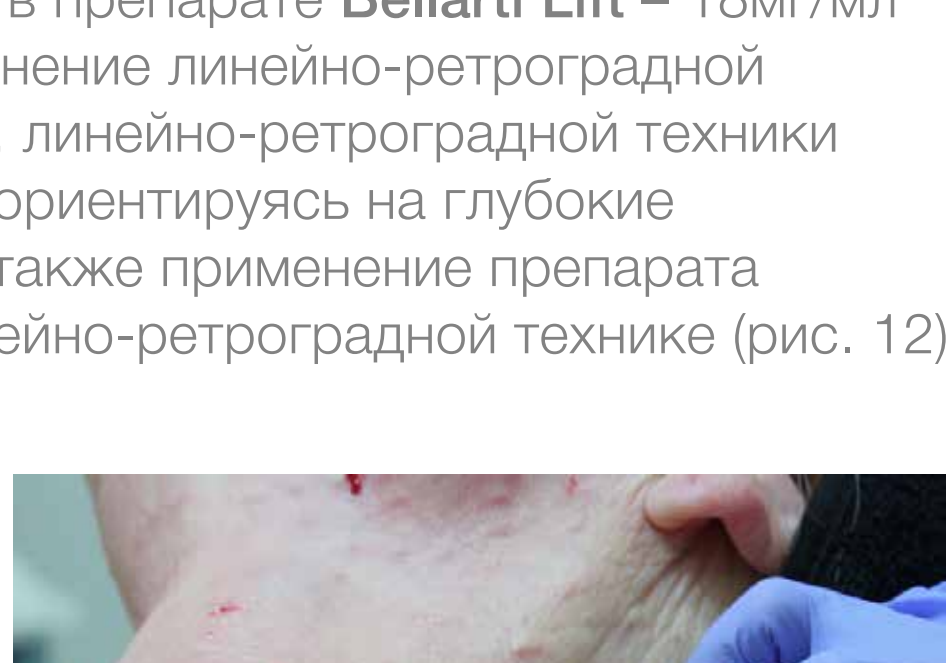 в препарате Bellarti Lift – 18мг/мл
нение линейно-ретроградной
линейно-ретроградной техники
ориентируясь на глубокие
также применение препарата
ейно-ретроградной технике (рис. 12)